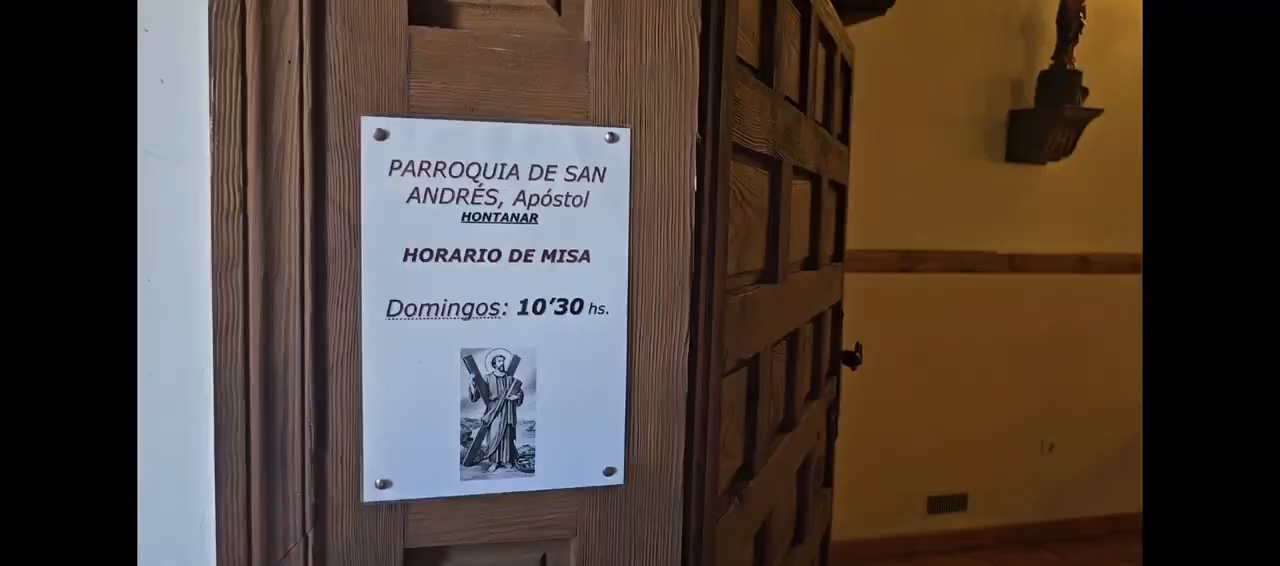 PARROQUIA DE SAN
ANDRÉS, Apóstol
HONTANAR
HORARIO DE MISA
Domingos: 10’30 hs.